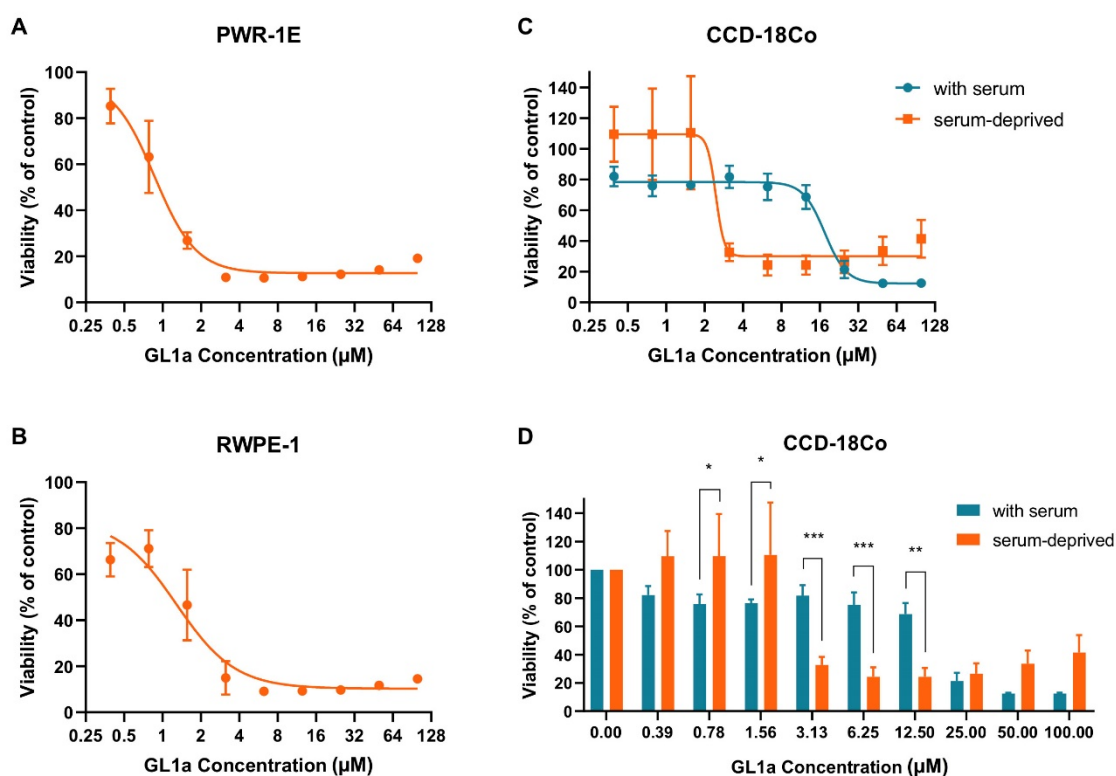 A
PWR-1E
Viability (% of control)
100
80
60
40
20
0
0.25 0.5 1 2 4 8 16 32 64 128
GL1a Concentration (µM)
C
CCD-18Co
with serum
serum-deprived
Viability (% of control)
140
120
100
80
60
40
20
0
0.25 0.5 1 2 4 8 16 32 64 128
GL1a Concentration (µM)
B
RWPE-1
Viability (% of control)
100
80
60
40
20
0
0.25 0.5 1 2 4 8 16 32 64 128
GL1a Concentration (µM)
D
CCD-18Co
with serum
serum-deprived
* * *** *** **
Viability (% of control)
140
120
100
80
60
40
20
0
0.00 0.39 0.78 1.56 3.13 6.25 12.50 25.00 50.00 100.00
GL1a Concentration (µM)